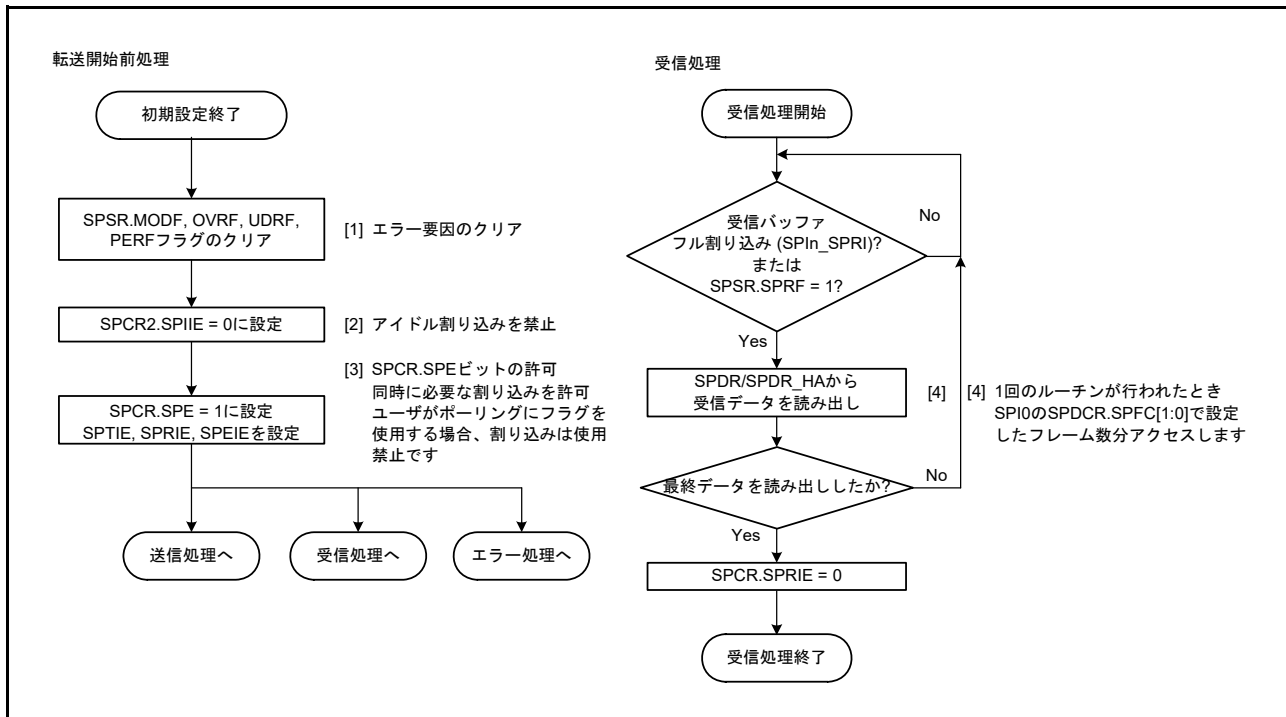 転送開始前処理
初期設定終了
SPSR.MODF, OVRF, UDRF,
PERFフラグのクリア
[1] エラー要因のクリア
SPCR2.SPIIE = 0に設定
[2] アイドル割り込みを禁止
SPCR.SPE = 1に設定
SPTIE, SPRIE, SPEIEを設定
[3] SPCR.SPEビットの許可
同時に必要な割り込みを許可
ユーザがポーリングにフラグを
使用する場合、割り込みは使用
禁止です
送信処理へ
受信処理へ
エラー処理へ
受信処理
受信処理開始
受信バッファ
フル割り込み (SPIn_SPRI)?
または
SPSR.SPRF = 1?
No
Yes
SPDR/SPDR_HAから
受信データを読み出し
[4]
[4] 1回のルーチンが行われたとき
SPI0のSPDCR.SPFC[1:0]で設定
したフレーム数分アクセスします
最終データを読み出ししたか?
No
Yes
SPCR.SPRIE = 0
受信処理終了